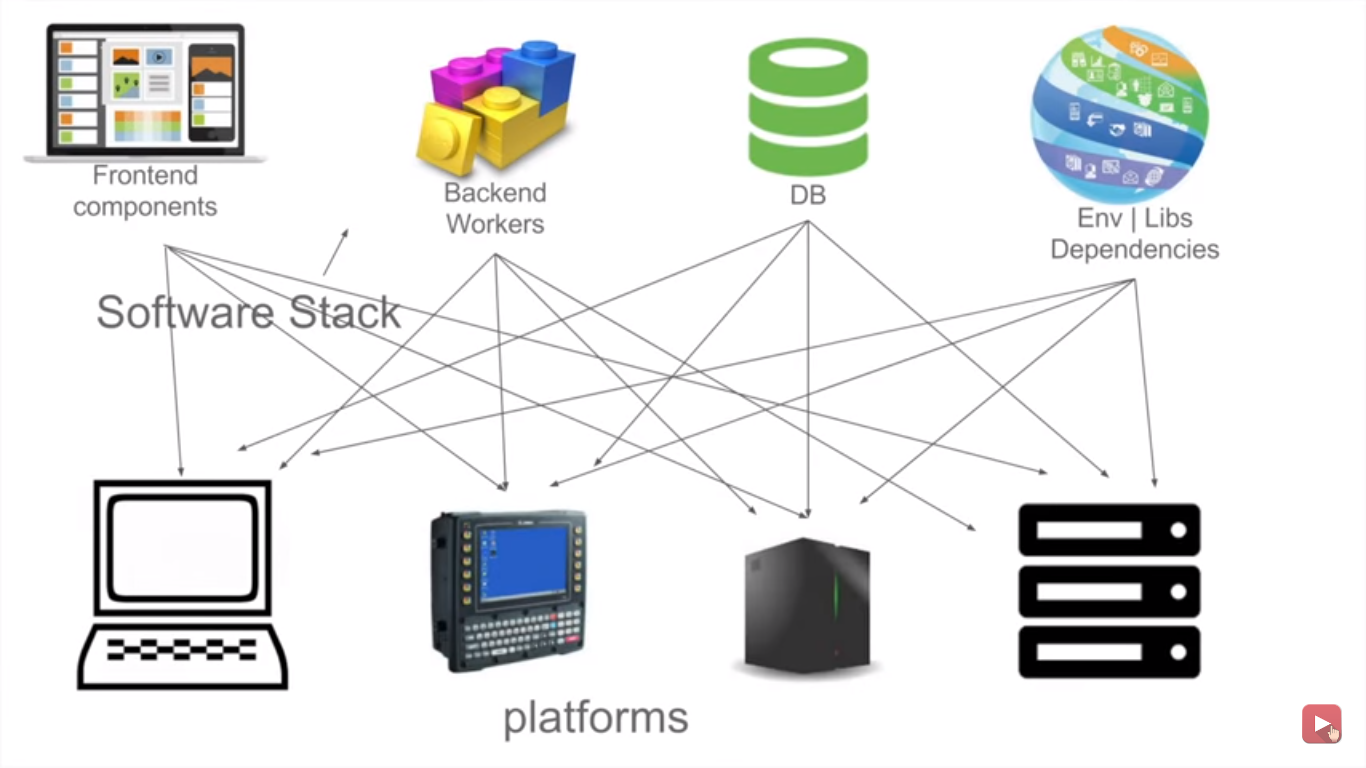 Frontend
components
Backend
Workers
DB
Env | Libs
Dependencies
Software Stack
platforms